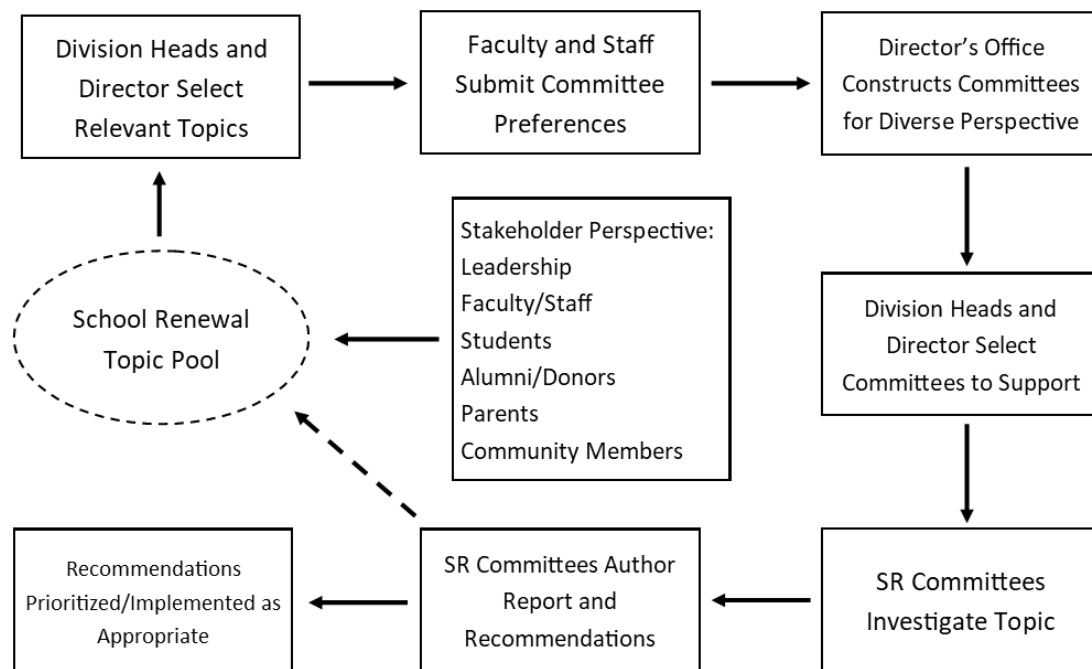 Division Heads and
Director Select
Relevant Topics
Faculty and Staff
Submit Committee
Preferences
Director’s Office
Constructs Committees
for Diverse Perspective
Stakeholder Perspective:
Leadership
Faculty/Staff
Students
Alumni/Donors
Parents
Community Members
School Renewal
Topic Pool
Division Heads and
Director Select
Committees to Support
Recommendations
Prioritized/Implemented as
Appropriate
SR Committees Author
Report and
Recommendations
SR Committees
Investigate Topic